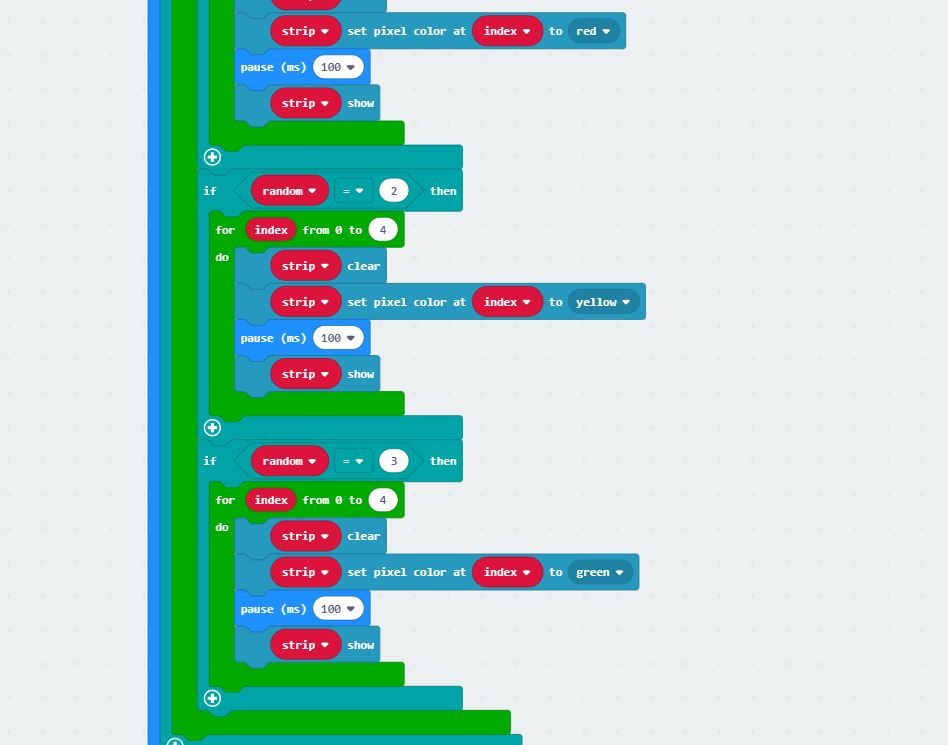 strip set pixel color at index to red
pause (ms) 100
strip show
if random = 2 then
for index from 0 to 4
do
strip clear
strip set pixel color at index to yellow
pause (ms) 100
strip show
if random = 3 then
for index from 0 to 4
do
strip clear
strip set pixel color at index to green
pause (ms) 100
strip show